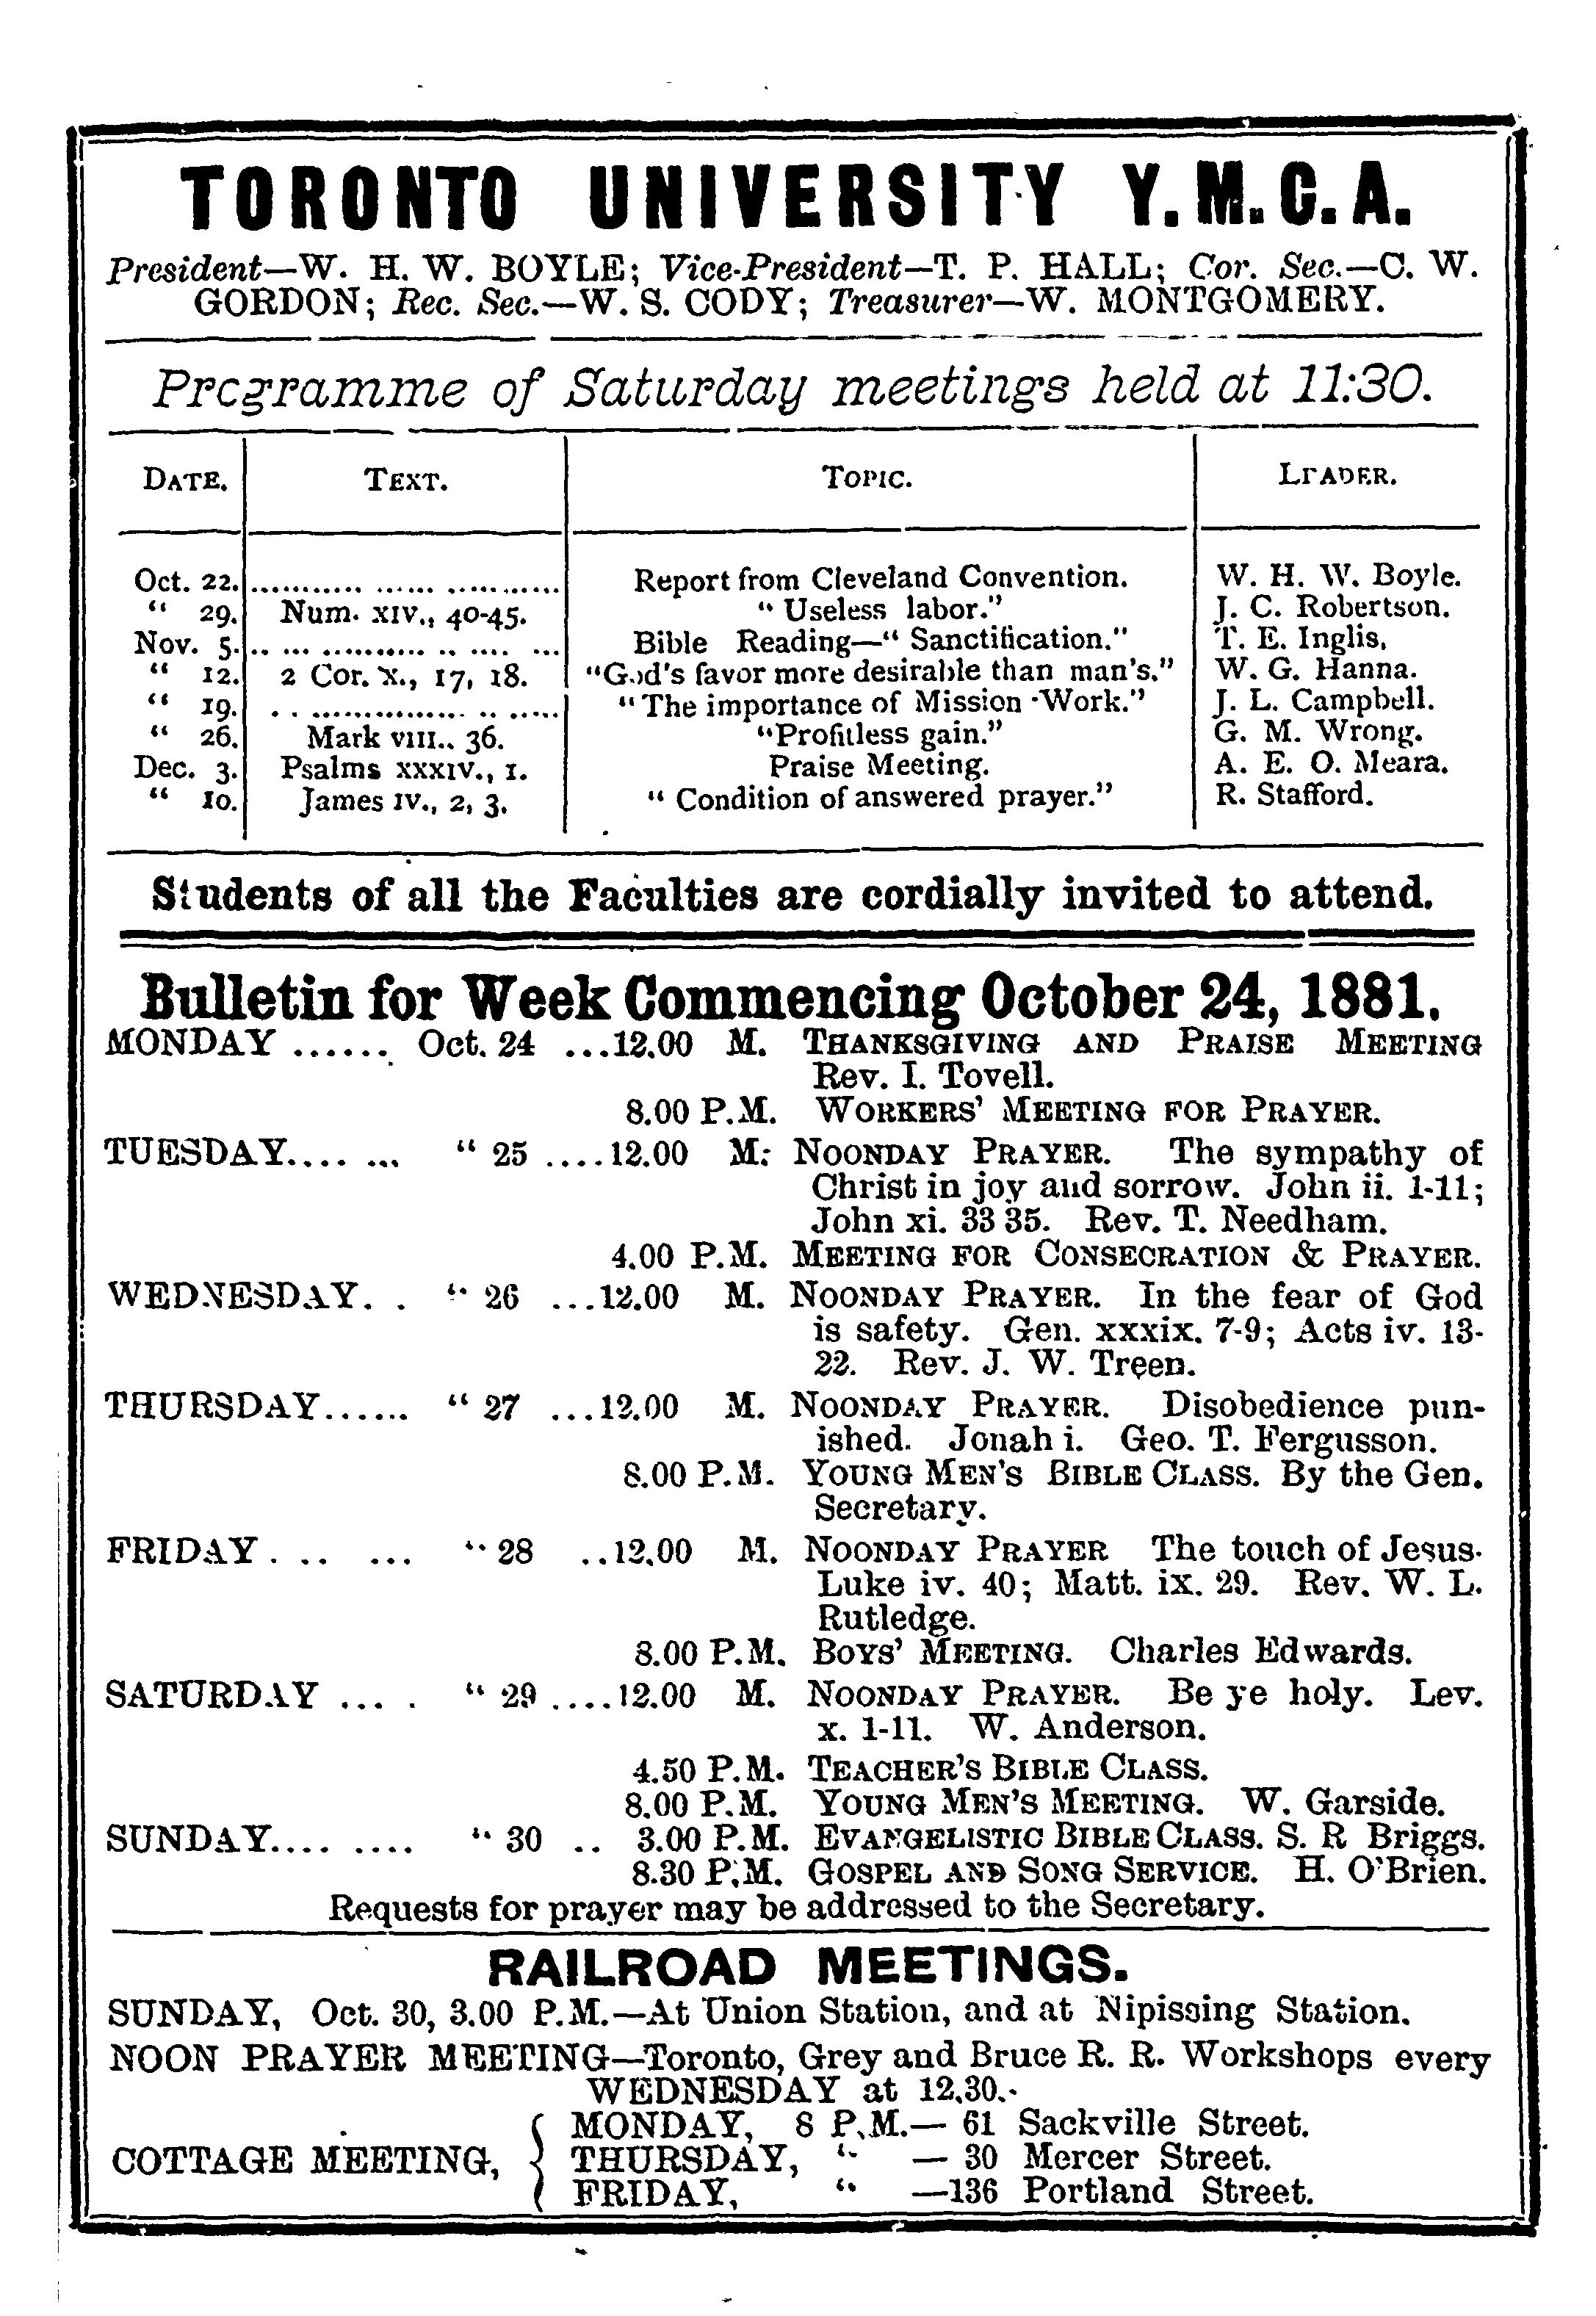 TORONTO UNIVERSITY Y.M.C.A.
President—W. H. W. BOYLE; Vice-President—T. P. HALL; Cor. Sec.—C. W.
GORDON; Rec. Sec.—W. S. CODY; Treasurer—W. MONTGOMERY.
Programme of Saturday meetings held at 11:30.
DATE. TEXT. TOPIC. LEADER.
Oct. 22. .......................... Report from Cleveland Convention. W. H. W. Boyle.
“ 29. Num. XIV., 40-45. “Useless labor.” J. C. Robertson.
Nov. 5. .......................... Bible Reading—“Sanctification.” T. E. Inglis.
“ 12. 2 Cor. X., 17, 18. “God's favor more desirable than man's.” W. G. Hanna.
“ 19. .......................... “The importance of Mission Work.” J. L. Campbell.
“ 26. Mark VIII., 36. “Profitless gain.” G. M. Wrong.
Dec. 3. Psalms XXXIV., 1. Praise Meeting. A. E. O. Meara.
“ 10. James IV., 2, 3. “Condition of answered prayer.” R. Stafford.
Students of all the Faculties are cordially invited to attend.
Bulletin for Week Commencing October 24, 1881.
MONDAY ...... Oct. 24 ...12.00 M. THANKSGIVING AND PRAISE MEETING
Rev. I. Tovell.
8.00 P.M. WORKERS' MEETING FOR PRAYER.
TUESDAY.... ... “ 25 ....12.00 M. NOONDAY PRAYER. The sympathy of
Christ in joy and sorrow. John ii. 1-11;
John xi. 33 35. Rev. T. Needham.
4.00 P.M. MEETING FOR CONSECRATION & PRAYER.
WEDNESDAY. . “ 26 ...12.00 M. NOONDAY PRAYER. In the fear of God
is safety. Gen. xxxix. 7-9; Acts iv. 13-
22. Rev. J. W. Treen.
THURSDAY...... “ 27 ...12.00 M. NOONDAY PRAYER. Disobedience pun-
ished. Jonah i. Geo. T. Fergusson.
8.00 P.M. YOUNG MEN'S BIBLE CLASS. By the Gen.
Secretary.
FRIDAY . .. ... “ 28 ..12.00 M. NOONDAY PRAYER The touch of Jesus.
Luke iv. 40; Matt. ix. 29. Rev. W. L.
Rutledge.
8.00 P.M. BOYS' MEETING. Charles Edwards.
SATURDAY ... . “ 29 ....12.00 M. NOONDAY PRAYER. Be ye holy. Lev.
x. 1-11. W. Anderson.
4.50 P.M. TEACHER'S BIBLE CLASS.
8.00 P.M. YOUNG MEN'S MEETING. W. Garside.
SUNDAY.... .... “ 30 .. 3.00 P.M. EVANGELISTIC BIBLE CLASS. S. R Briggs.
8.30 P.M. GOSPEL AND SONG SERVICE. H. O'Brien.
Requests for prayer may be addressed to the Secretary.
RAILROAD MEETINGS.
SUNDAY, Oct. 30, 3.00 P.M.—At Union Station, and at Nipissing Station.
NOON PRAYER MEETING—Toronto, Grey and Bruce R. R. Workshops every
WEDNESDAY at 12.30.
MONDAY, 8 P.M.— 61 Sackville Street.
COTTAGE MEETING, { THURSDAY, “ — 30 Mercer Street.
FRIDAY, “ —136 Portland Street.